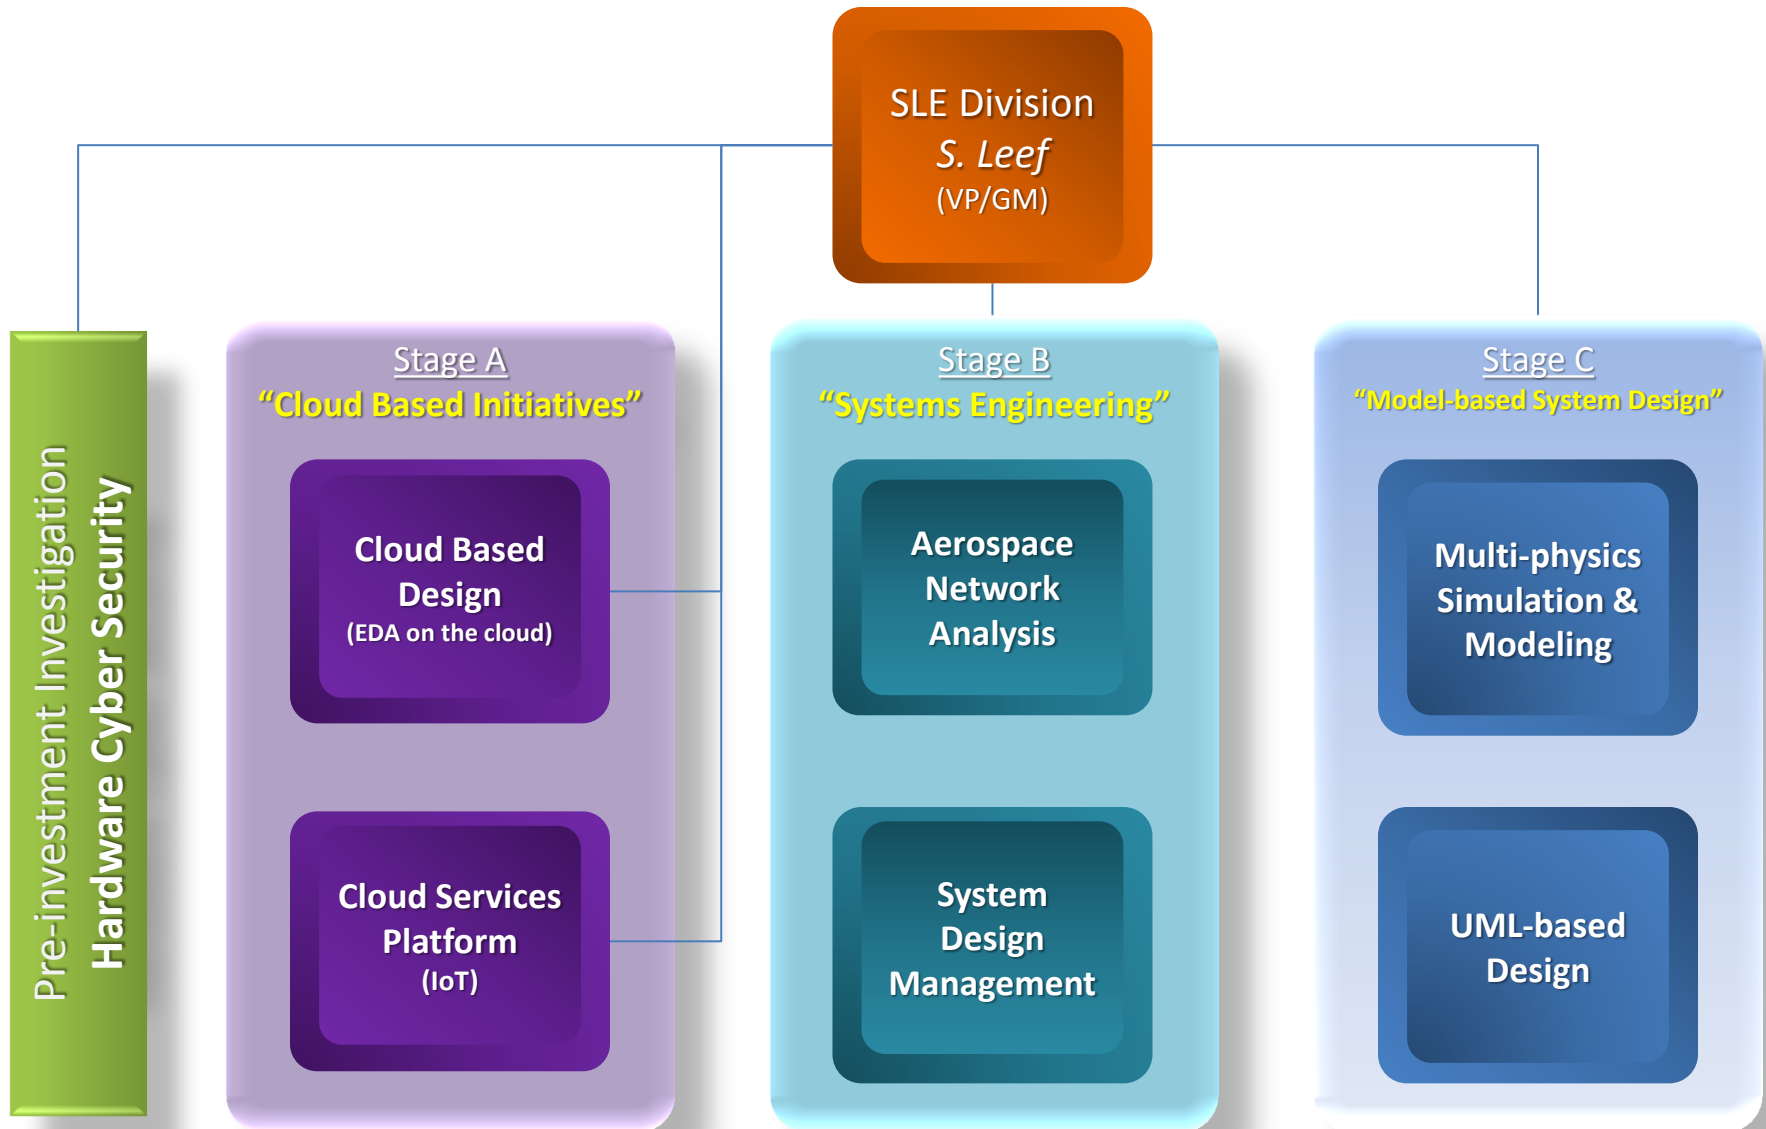 SLE Division
S. Leef
(VP/GM)
Pre-investment Investigation
Hardware Cyber Security
Stage A
“Cloud Based Initiatives”
Cloud Based
Design
(EDA on the cloud)
Cloud Services
Platform
(IoT)
Stage B
“Systems Engineering”
Aerospace
Network
Analysis
System
Design
Management
Stage C
“Model-based System Design”
Multi-physics
Simulation &
Modeling
UML-based
Design